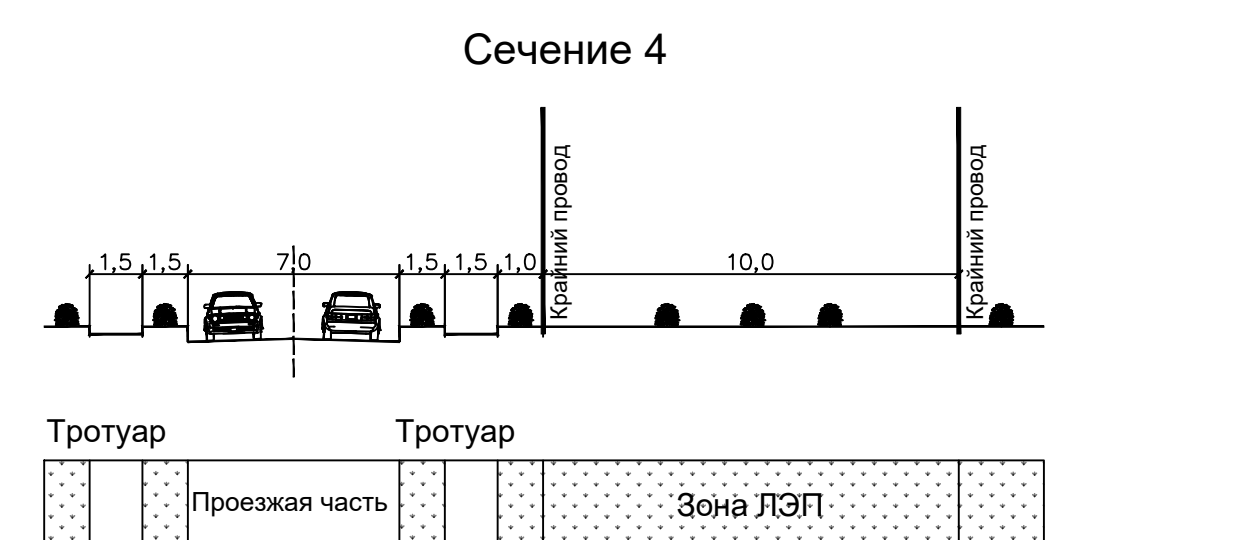 Сечение 4
Крайний провод
Крайний провод
1,5 1,5 7,0 1,5 1,5 1,0 10,0
Тротуар Тротуар
Проезжая часть Зона ЛЭП